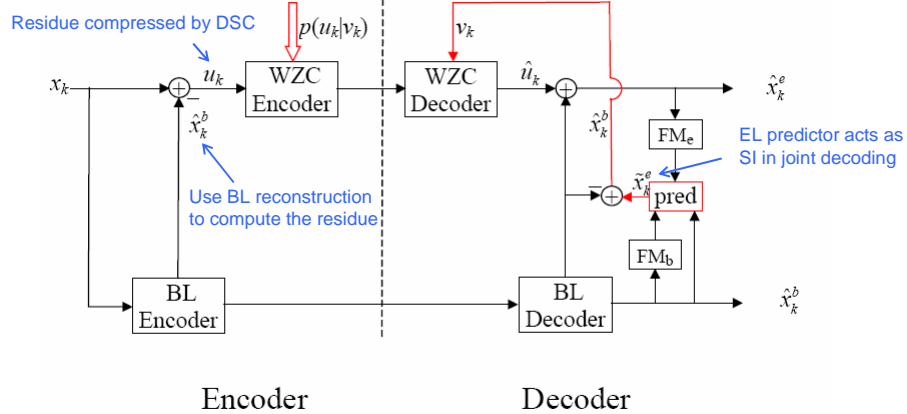 Residue compressed by DSC
p(u_k|v_k)
v_k
x_k
u_k
WZC
Encoder
WZC
Decoder
û_k
x̂_k^e
−
x̂_k^b
x̂_k^b
FM_e
EL predictor acts as
SI in joint decoding
Use BL reconstruction
to compute the residue
−
x̃_k^e
pred
FM_b
BL
Encoder
BL
Decoder
x̂_k^b
Encoder
Decoder